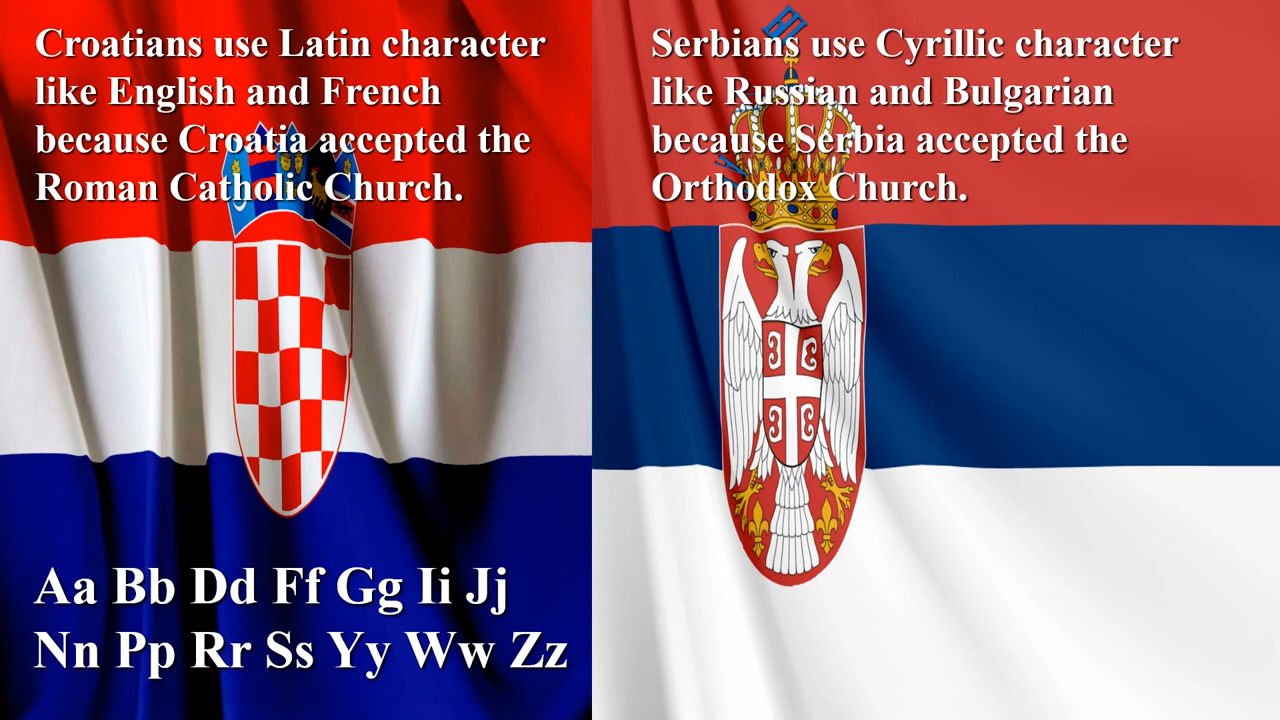 Croatians use Latin character
like English and French
because Croatia accepted the
Roman Catholic Church.
Serbians use Cyrillic character
like Russian and Bulgarian
because Serbia accepted the
Orthodox Church.
Aa Bb Dd Ff Gg Ii Jj
Nn Pp Rr Ss Yy Ww Zz